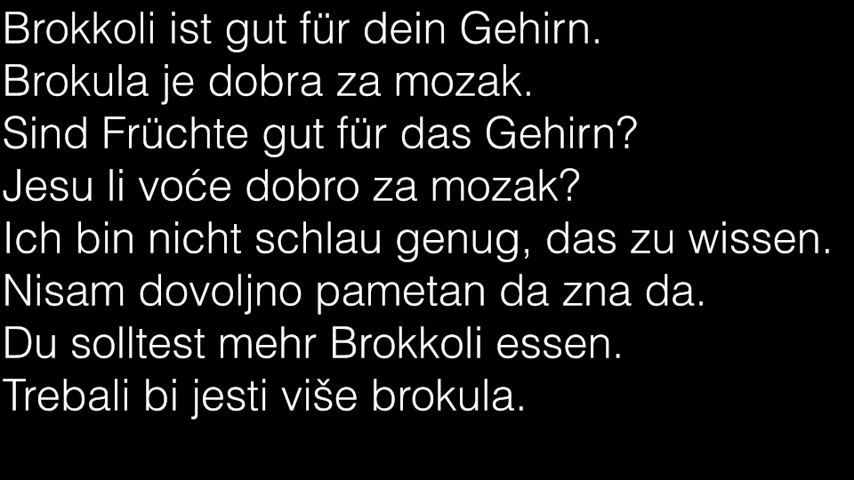 Brokkoli ist gut für dein Gehirn.
Brokula je dobra za mozak.
Sind Früchte gut für das Gehirn?
Jesu li voće dobro za mozak?
Ich bin nicht schlau genug, das zu wissen.
Nisam dovoljno pametan da zna da.
Du solltest mehr Brokkoli essen.
Trebali bi jesti više brokula.